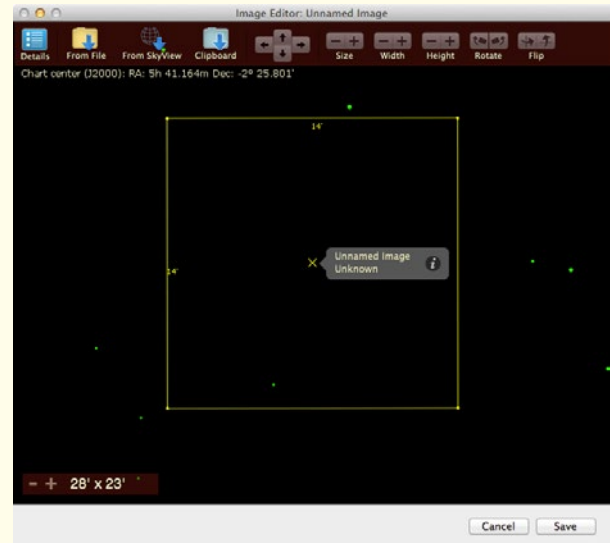 Image Editor: Unnamed Image
Details From File From SkyView Clipboard Size Width Height Rotate Flip
Chart center (J2000): RA: 5h 41.164m Dec: -2º 25.801'
14'
Unnamed Image
Unknown
14'
28' x 23'
Cancel Save